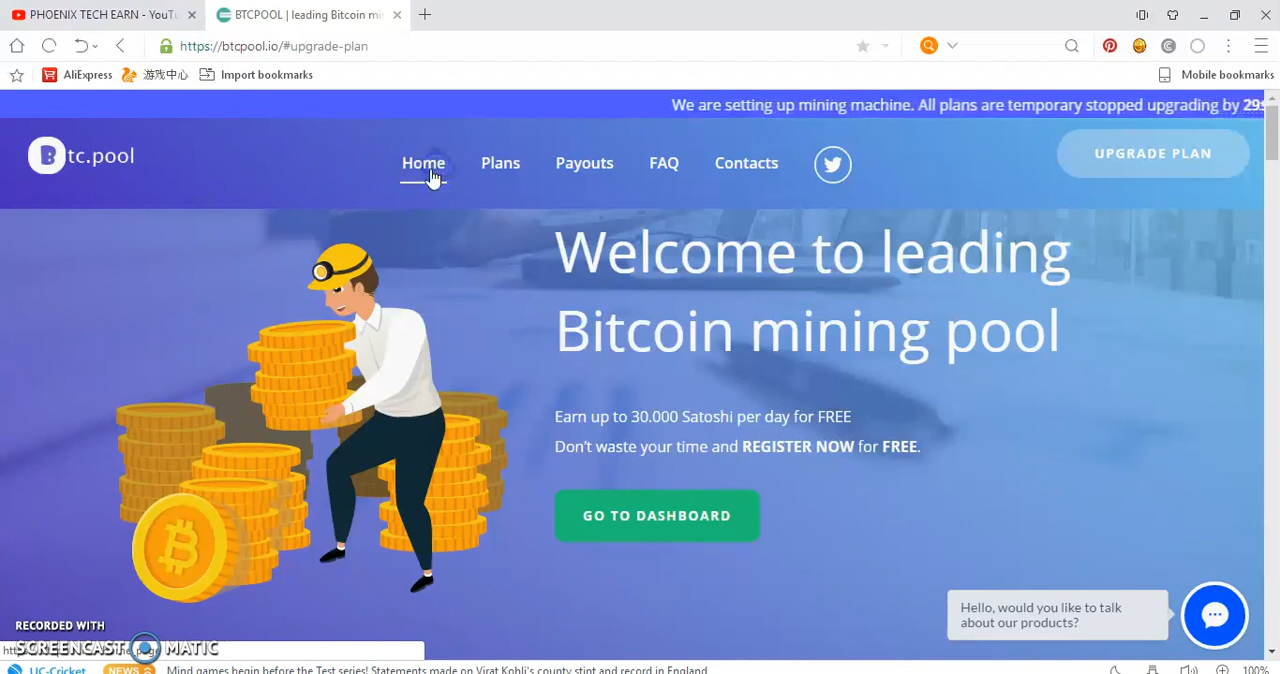 PHOENIX TECH EARN - YouTu
BTCPOOL | leading Bitcoin mi
https://btcpool.io/#upgrade-plan
AliExpress 游戏中心 Import bookmarks Mobile bookmarks
We are setting up mining machine. All plans are temporary stopped upgrading by 29
Btc.pool
Home Plans Payouts FAQ Contacts
UPGRADE PLAN
Welcome to leading
Bitcoin mining pool
Earn up to 30.000 Satoshi per day for FREE
Don't waste your time and REGISTER NOW for FREE.
GO TO DASHBOARD
Hello, would you like to talk
about our products?
RECORDED WITH
SCREENCAST MATIC
UC-Cricket NEWS Mind games begin before the Test series! Statements made on Virat Kohli's county stint and record in England
100%